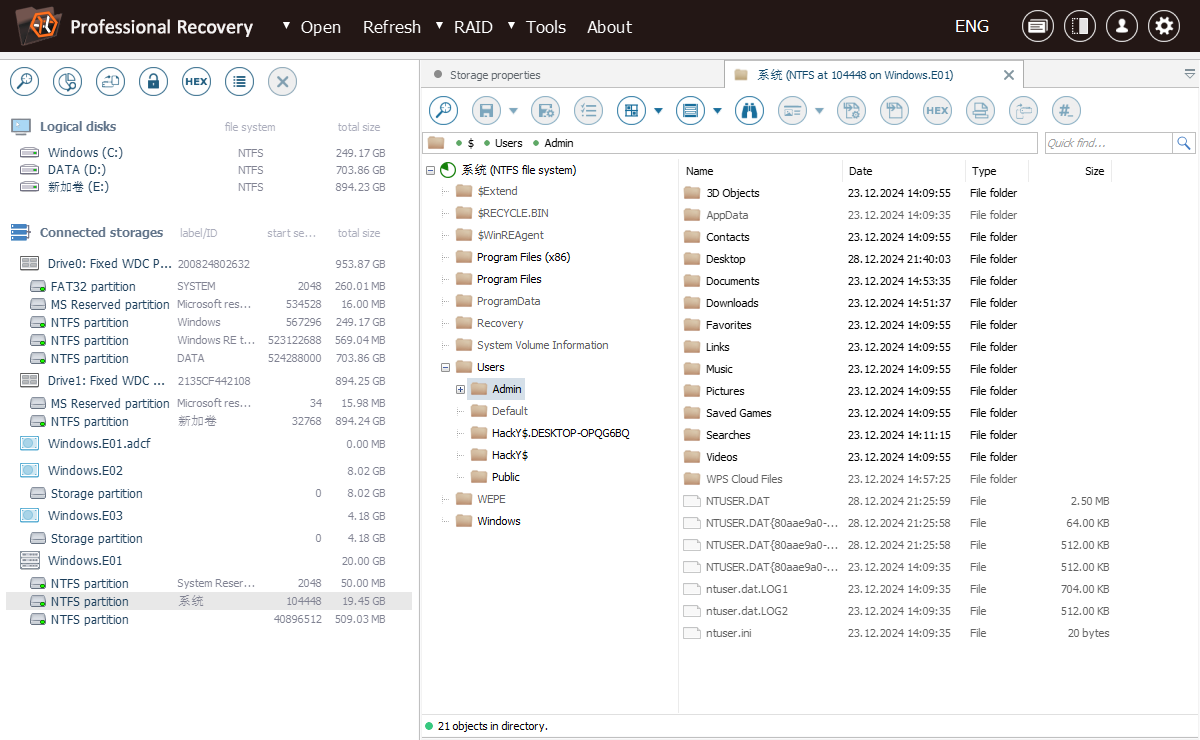 Professional Recovery Open Refresh RAID Tools About ENG
HEX
Logical disks file system total size
Windows (C:) NTFS 249.17 GB
DATA (D:) NTFS 703.86 GB
新加卷 (E:) NTFS 894.23 GB
Connected storages label/ID start se... total size
Drive0: Fixed WDC P... 200824802632 953.87 GB
FAT32 partition SYSTEM 2048 260.01 MB
MS Reserved partition Microsoft res... 534528 16.00 MB
NTFS partition Windows 567296 249.17 GB
NTFS partition Windows RE t... 523122688 569.04 MB
NTFS partition DATA 524288000 703.86 GB
Drive1: Fixed WDC ... 2135CF442108 894.25 GB
MS Reserved partition Microsoft res... 34 15.98 MB
NTFS partition 新加卷 32768 894.24 GB
Windows.E01.adcf 0.00 MB
Windows.E02 8.02 GB
Storage partition 0 8.02 GB
Windows.E03 4.18 GB
Storage partition 0 4.18 GB
Windows.E01 20.00 GB
NTFS partition System Reser... 2048 50.00 MB
NTFS partition 系统 104448 19.45 GB
NTFS partition 40896512 509.03 MB
Storage properties 系统 (NTFS at 104448 on Windows.E01)
HEX #_
$ Users Admin Quick find...
系统 (NTFS file system)
$Extend
$RECYCLE.BIN
$WinREAgent
Program Files (x86)
Program Files
ProgramData
Recovery
System Volume Information
Users
Admin
Default
HackY$.DESKTOP-OPQG6BQ
HackY$
Public
WEPE
Windows
Name Date Type Size
3D Objects 23.12.2024 14:09:55 File folder
AppData 23.12.2024 14:09:35 File folder
Contacts 23.12.2024 14:09:55 File folder
Desktop 28.12.2024 21:40:03 File folder
Documents 23.12.2024 14:53:35 File folder
Downloads 23.12.2024 14:51:37 File folder
Favorites 23.12.2024 14:09:55 File folder
Links 23.12.2024 14:09:55 File folder
Music 23.12.2024 14:09:55 File folder
Pictures 23.12.2024 14:09:55 File folder
Saved Games 23.12.2024 14:09:55 File folder
Searches 23.12.2024 14:11:15 File folder
Videos 23.12.2024 14:09:55 File folder
WPS Cloud Files 23.12.2024 14:57:25 File folder
NTUSER.DAT 28.12.2024 21:25:59 File 2.50 MB
NTUSER.DAT{80aae9a0-... 28.12.2024 21:25:58 File 64.00 KB
NTUSER.DAT{80aae9a0-... 28.12.2024 21:25:58 File 512.00 KB
NTUSER.DAT{80aae9a0-... 23.12.2024 14:09:35 File 512.00 KB
ntuser.dat.LOG1 23.12.2024 14:09:35 File 704.00 KB
ntuser.dat.LOG2 23.12.2024 14:09:35 File 512.00 KB
ntuser.ini 23.12.2024 14:09:35 File 20 bytes
21 objects in directory.